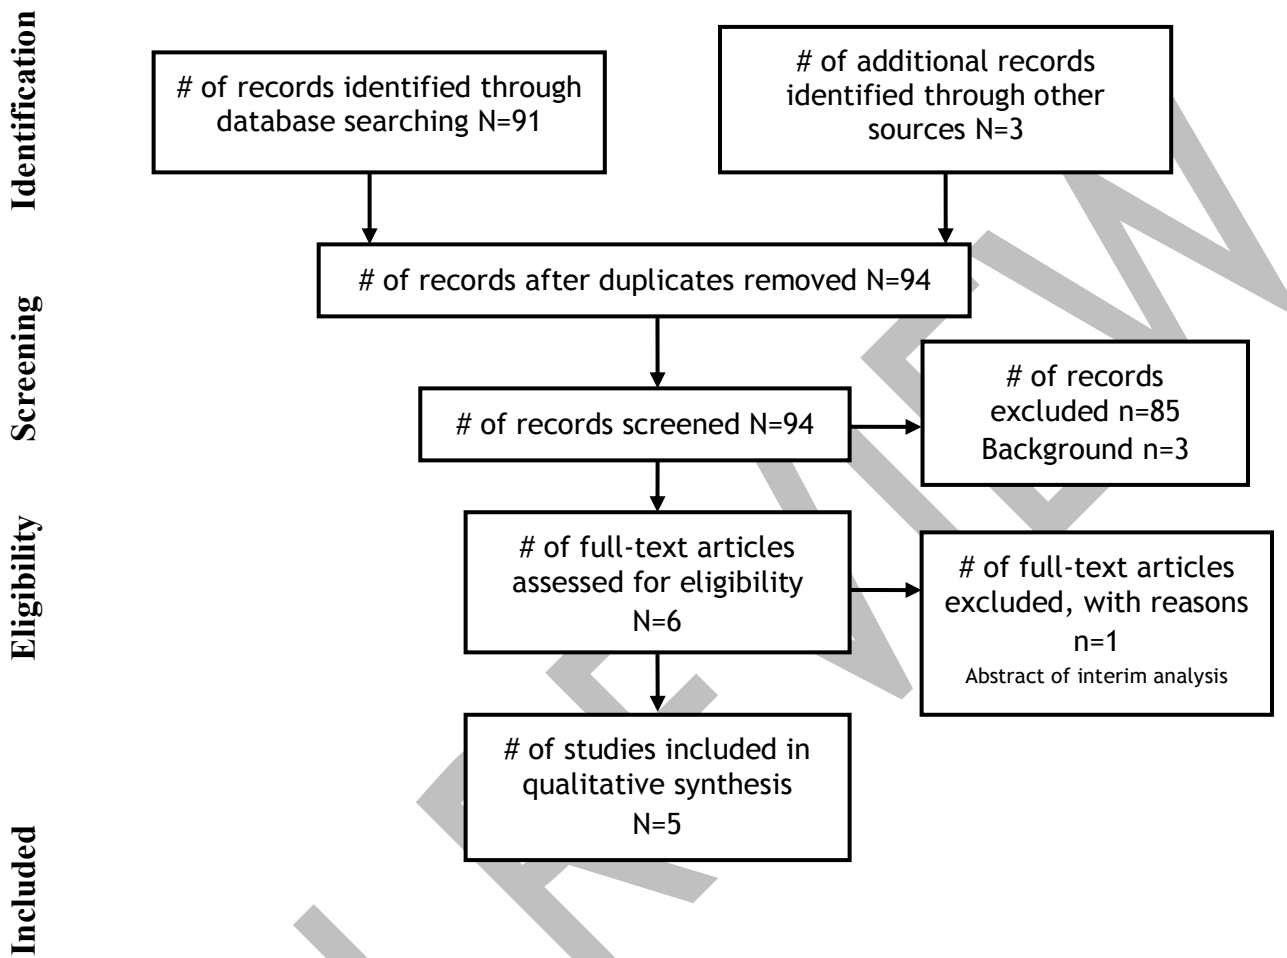 Identification
# of records identified through
database searching N=91
# of additional records
identified through other
sources N=3
# of records after duplicates removed N=94
Screening
# of records screened N=94
# of records
excluded n=85
Background n=3
Eligibility
# of full-text articles
assessed for eligibility
N=6
# of full-text articles
excluded, with reasons
n=1
Abstract of interim analysis
Included
# of studies included in
qualitative synthesis
N=5
REVIEW